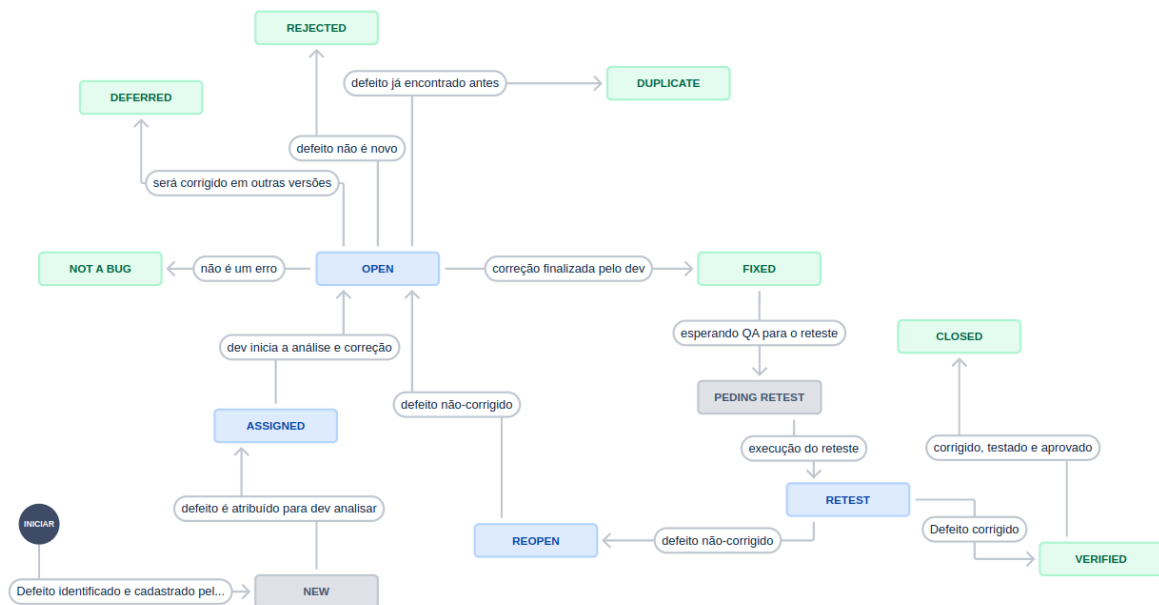 REJECTED
defeito já encontrado antes
DUPLICATE
DEFERRED
defeito não é novo
será corrigido em outras versões
NOT A BUG
não é um erro
OPEN
correção finalizada pelo dev
FIXED
esperando QA para o reteste
CLOSED
dev inicia a análise e correção
PEDING RETEST
defeito não-corrigido
ASSIGNED
execução do reteste
corrigido, testado e aprovado
RETEST
defeito é atribuído para dev analisar
INICIAR
Defeito corrigido
REOPEN
defeito não-corrigido
VERIFIED
Defeito identificado e cadastrado pel...
NEW